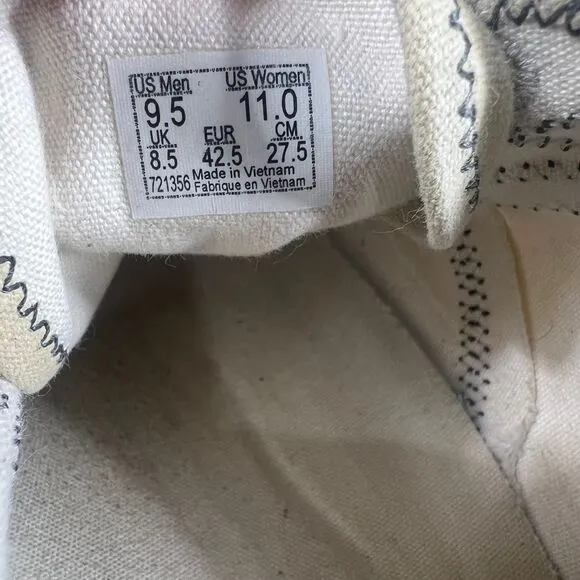 US Men US Women
9.5 11.0
UK EUR CM
8.5 42.5 27.5
721356 Made in Vietnam
Fabrique en Vietnam